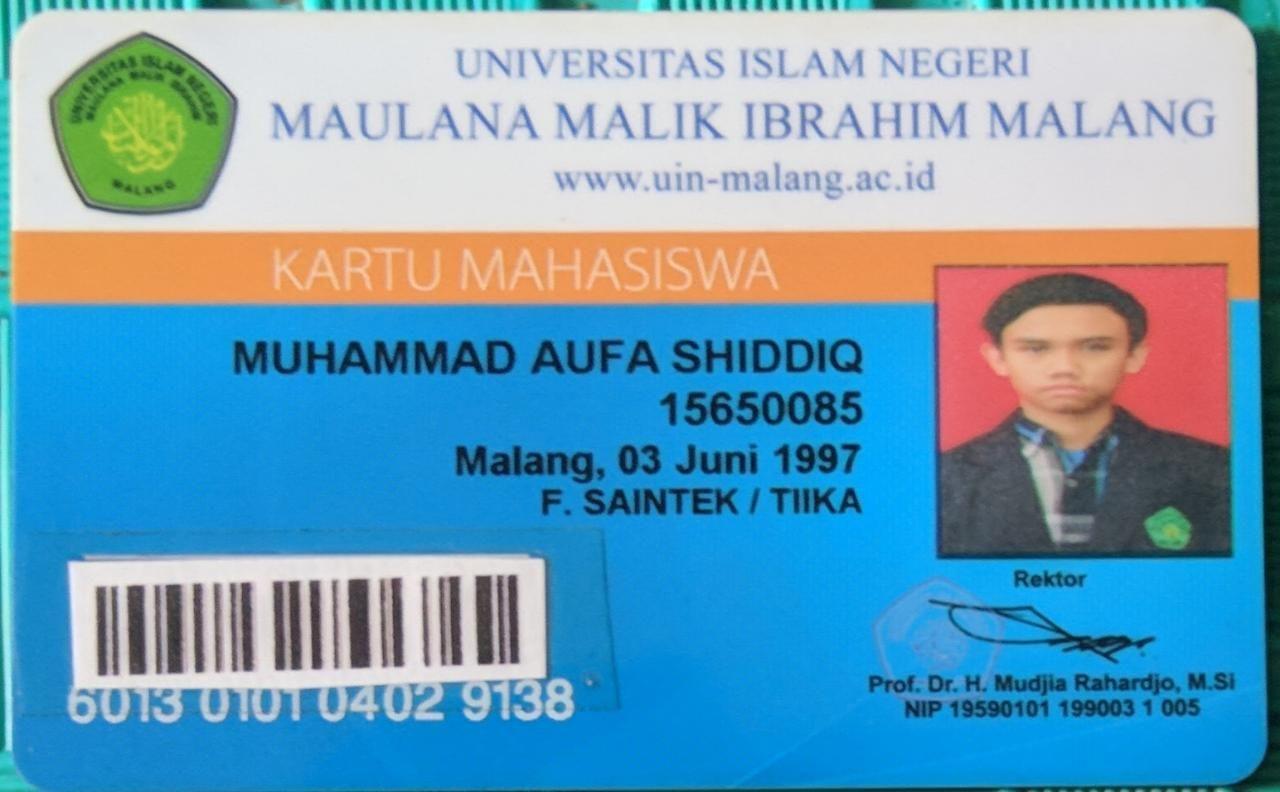 UNIVERSITAS ISLAM NEGERI
MAULANA MALIK IBRAHIM
MALANG
UNIVERSITAS ISLAM NEGERI
MAULANA MALIK IBRAHIM MALANG
www.uin-malang.ac.id
KARTU MAHASISWA
MUHAMMAD AUFA SHIDDIQ
15650085
Malang, 03 Juni 1997
F. SAINTEK / TIIKA
6013 0101 0402 9138
Rektor
Prof. Dr. H. Mudjia Rahardjo, M.Si
NIP 19590101 199003 1 005